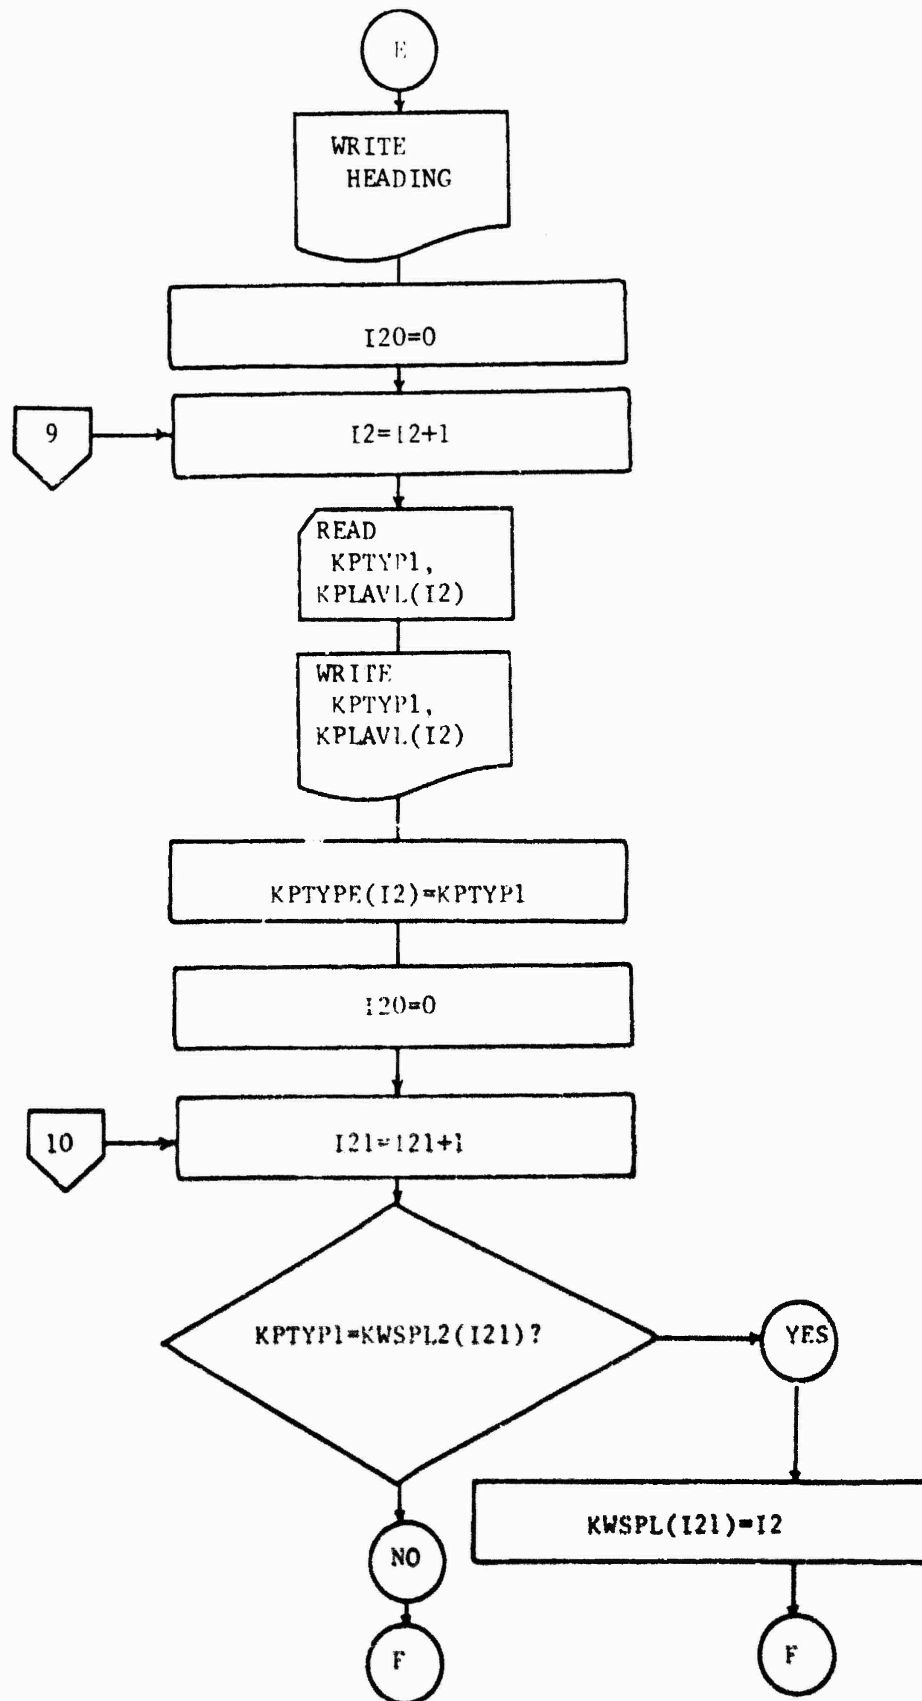 E
WRITE
HEADING
I20=0
9
I2=I2+1
READ
KPTYP1,
KPLAVL(I2)
WRITE
KPTYP1,
KPLAVL(I2)
KPTYPE(I2)=KPTYP1
I20=0
10
I21=I21+1
KPTYP1=KWSPL2(I21)?
YES
KWSPL(I21)=I2
NO
F
F